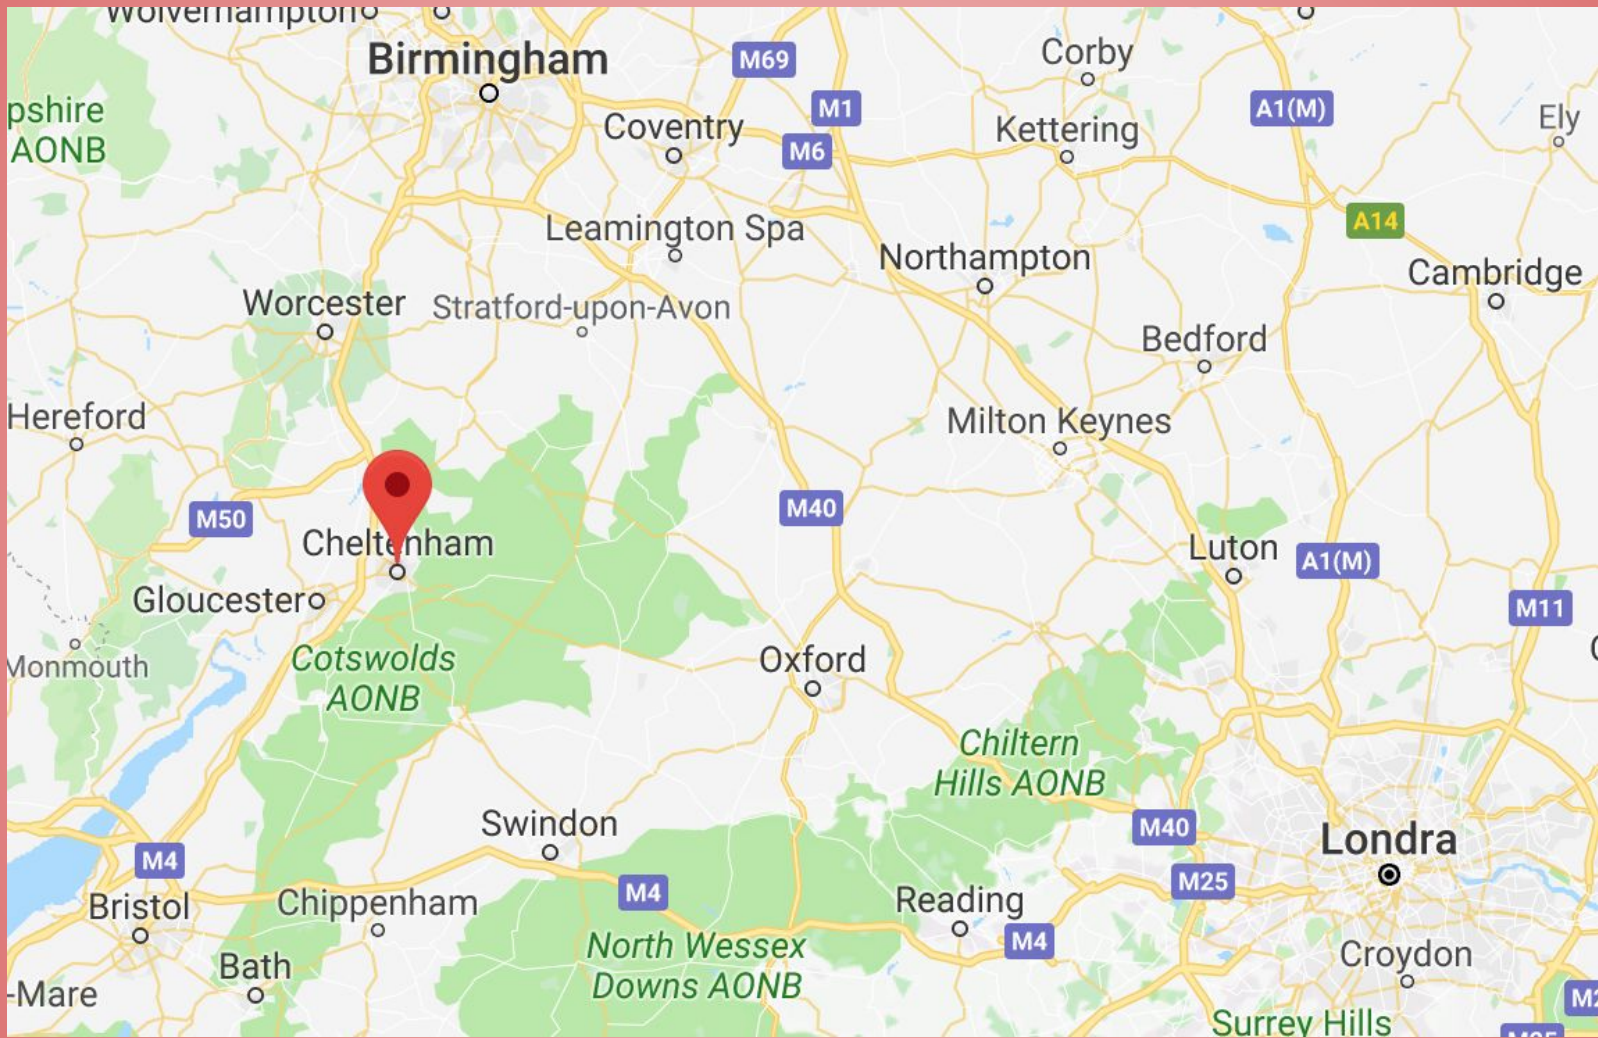 Wolverhampton
Birmingham
M69
Corby
M1
A1(M)
pshire
AONB
Coventry
Kettering
Ely
M6
Leamington Spa
A14
Northampton
Cambridge
Worcester
Stratford-upon-Avon
Bedford
Hereford
Milton Keynes
M50
M40
Cheltenham
Luton
A1(M)
Gloucester
M11
Monmouth
Cotswolds
AONB
Oxford
Chiltern
Hills AONB
Swindon
M40
Londra
M4
M25
M4
Bristol
Chippenham
Reading
M4
North Wessex
Downs AONB
Croydon
Bath
-Mare
Surrey Hills